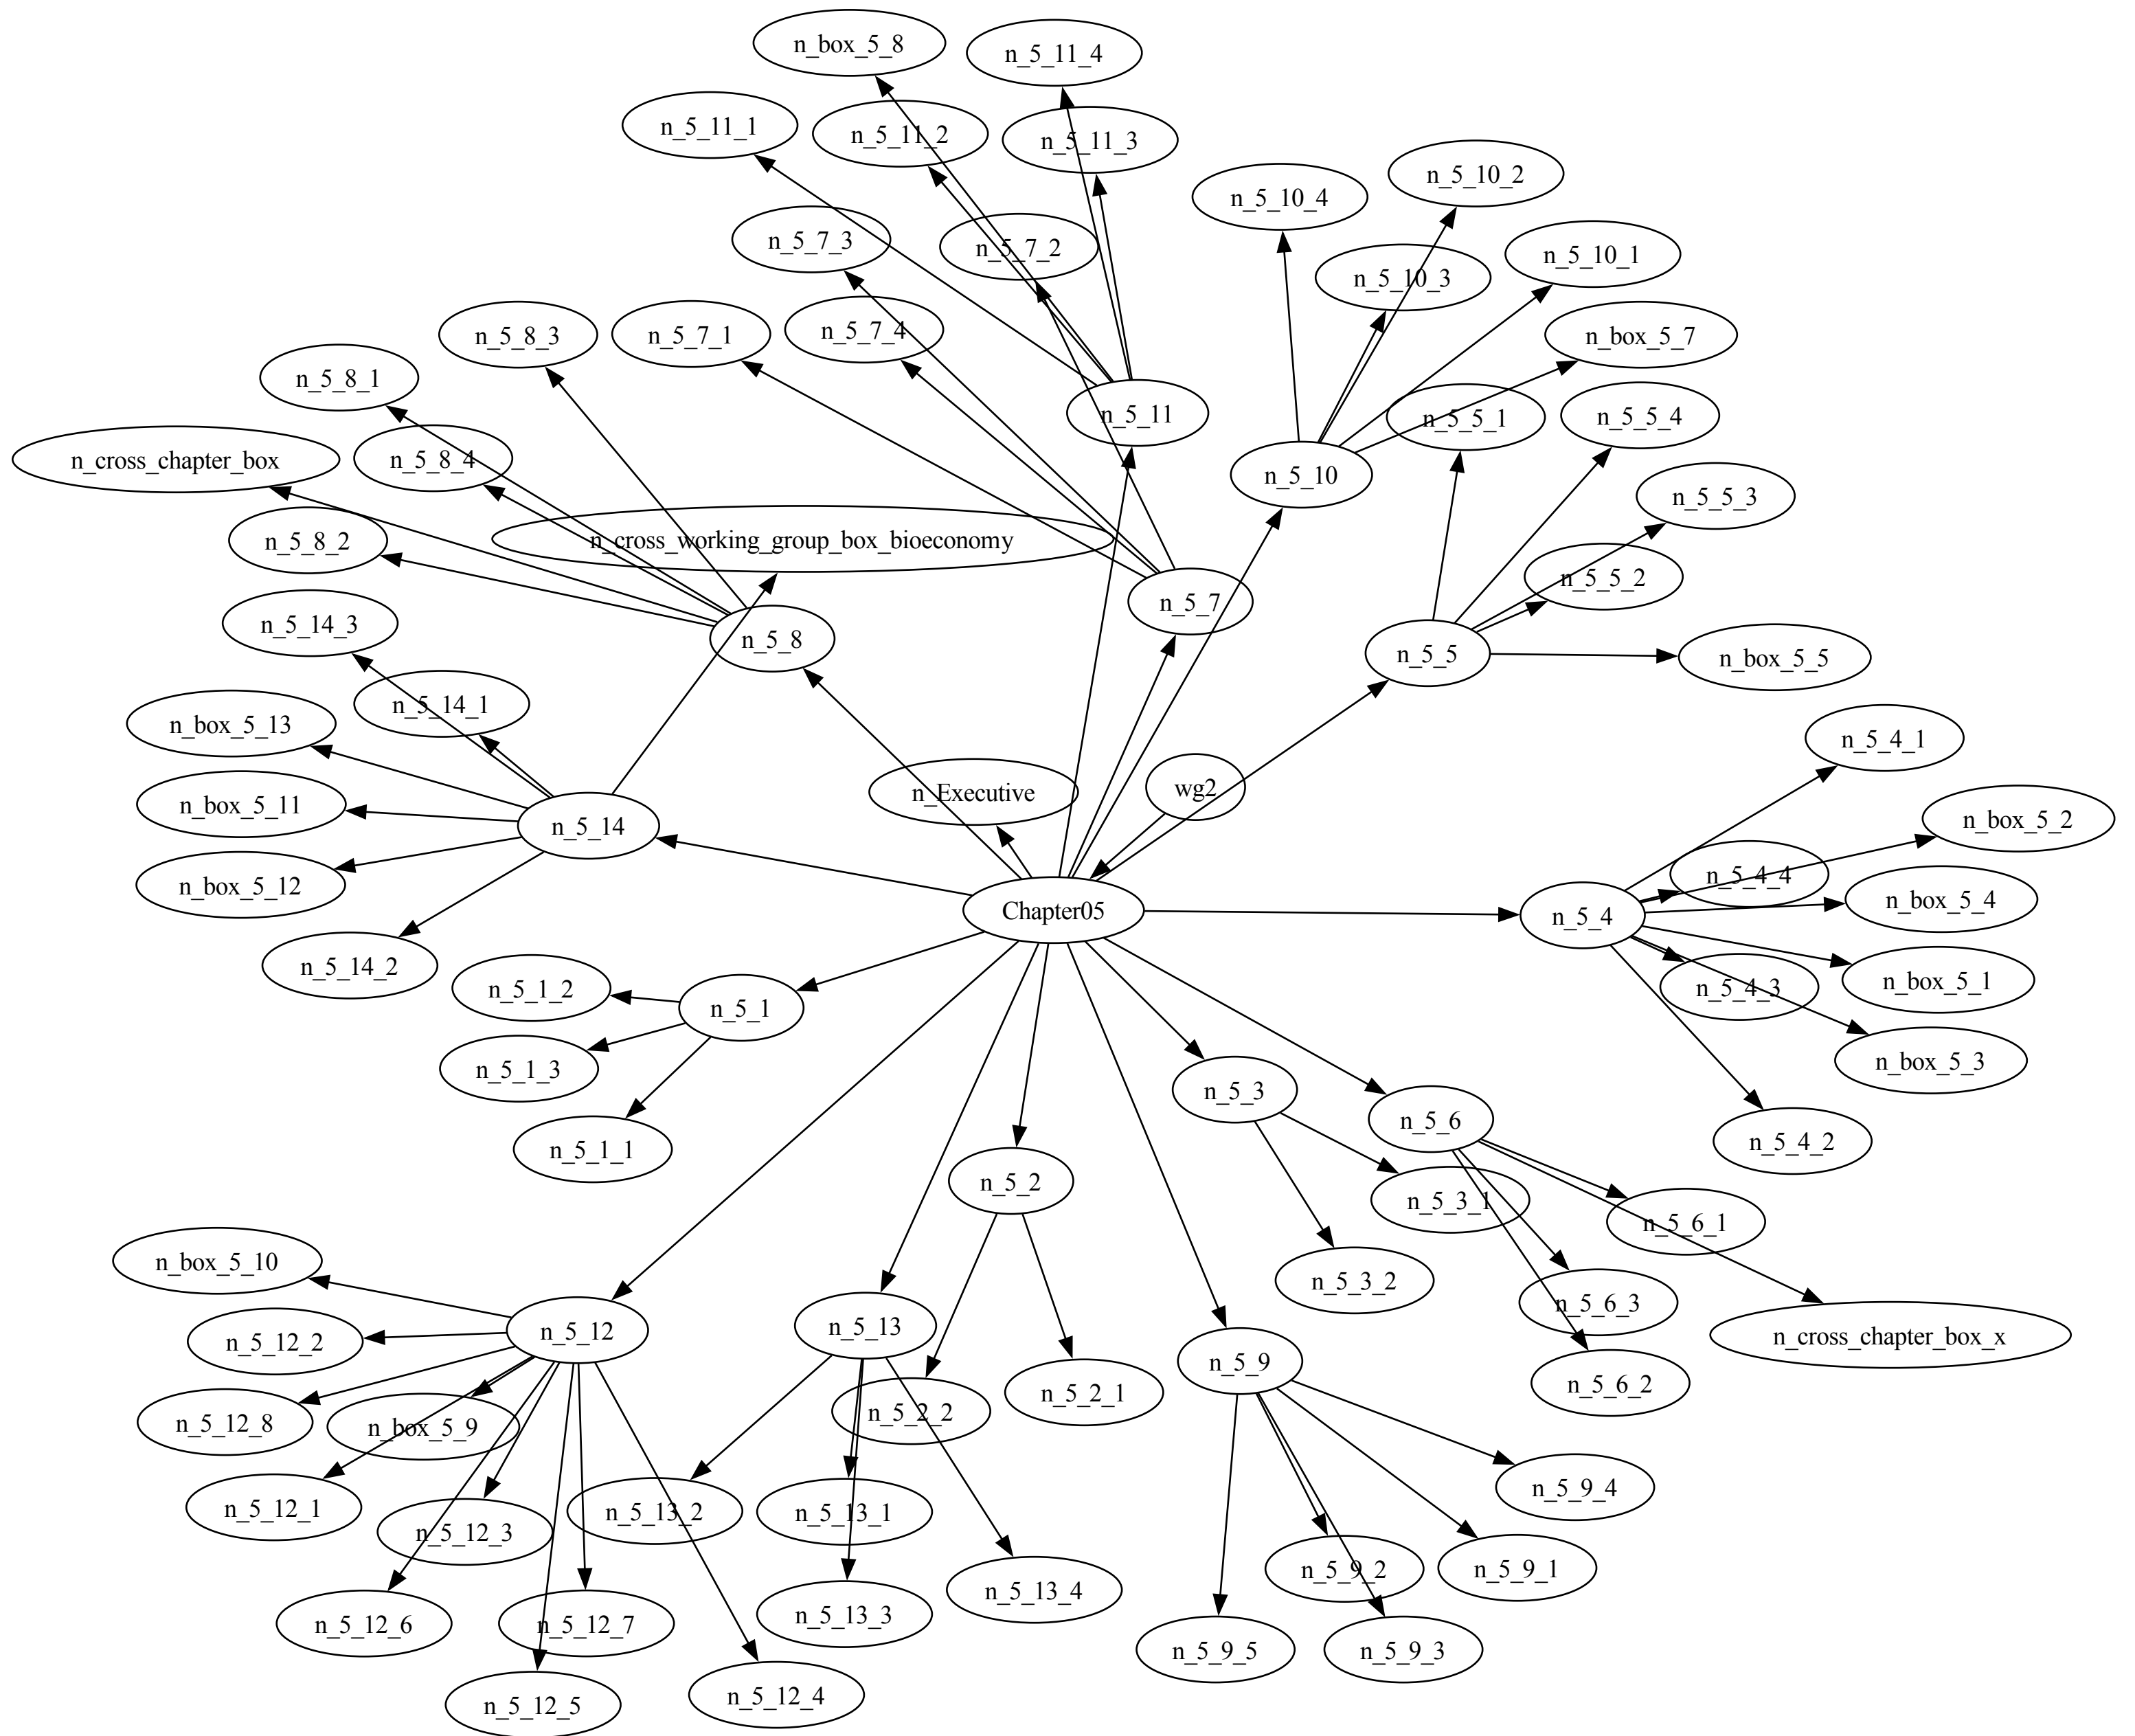 n_box_5_8
n_5_11_4
n_5_11_1
n_5_11_2
n_5_11_3
n_5_10_2
n_5_10_4
n_5_7_3
n_5_7_2
n_5_10_3
n_5_10_1
n_5_8_3
n_5_7_1
n_5_7_4
n_box_5_7
n_5_8_1
n_5_11
n_5_5_1
n_5_5_4
n_cross_chapter_box
n_5_8_4
n_5_10
n_5_5_3
n_5_8_2
n_cross_working_group_box_bioeconomy
n_5_5_2
n_5_7
n_5_14_3
n_5_8
n_5_5
n_box_5_5
n_5_14_1
n_box_5_13
n_5_4_1
n_Executive
wg2
n_box_5_11
n_5_14
n_box_5_2
n_5_4_4
n_box_5_12
Chapter05
n_5_4
n_box_5_4
n_5_14_2
n_5_1_2
n_5_1
n_5_4_3
n_box_5_1
n_5_1_3
n_5_3
n_box_5_3
n_5_1_1
n_5_6
n_5_4_2
n_5_2
n_5_3_1
n_5_6_1
n_box_5_10
n_5_3_2
n_5_6_3
n_5_12_2
n_5_12
n_5_13
n_cross_chapter_box_x
n_5_9
n_5_6_2
n_5_12_8
n_box_5_9
n_5_2_2
n_5_2_1
n_5_12_1
n_5_12_3
n_5_13_2
n_5_13_1
n_5_9_4
n_5_9_2
n_5_9_1
n_5_12_6
n_5_12_7
n_5_13_3
n_5_13_4
n_5_9_5
n_5_9_3
n_5_12_5
n_5_12_4